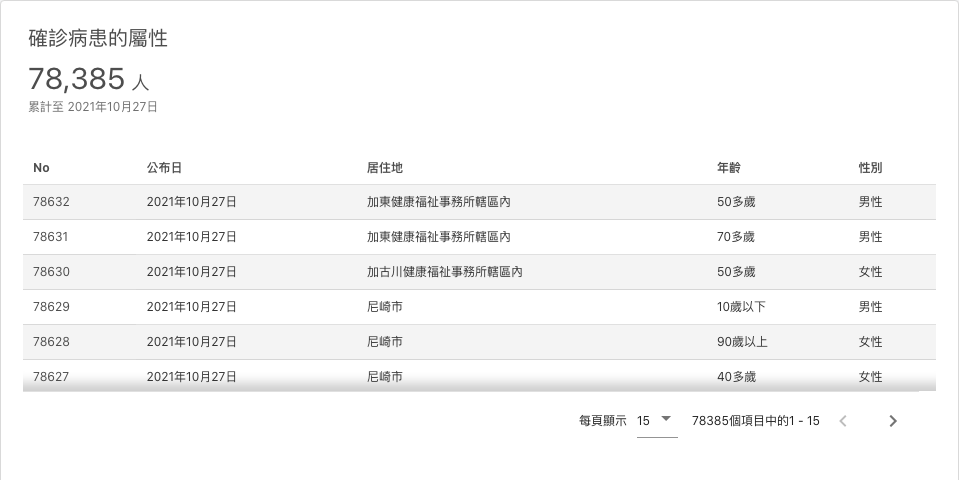 確診病患的屬性
78,385 人
累計至 2021年10月27日
No 公布日 居住地 年齡 性別
78632 2021年10月27日 加東健康福祉事務所轄區內 50多歲 男性
78631 2021年10月27日 加東健康福祉事務所轄區內 70多歲 男性
78630 2021年10月27日 加古川健康福祉事務所轄區內 50多歲 女性
78629 2021年10月27日 尼崎市 10歲以下 男性
78628 2021年10月27日 尼崎市 90歲以上 女性
78627 2021年10月27日 尼崎市 40多歲 女性
每頁顯示 15 78385個項目中的1 - 15